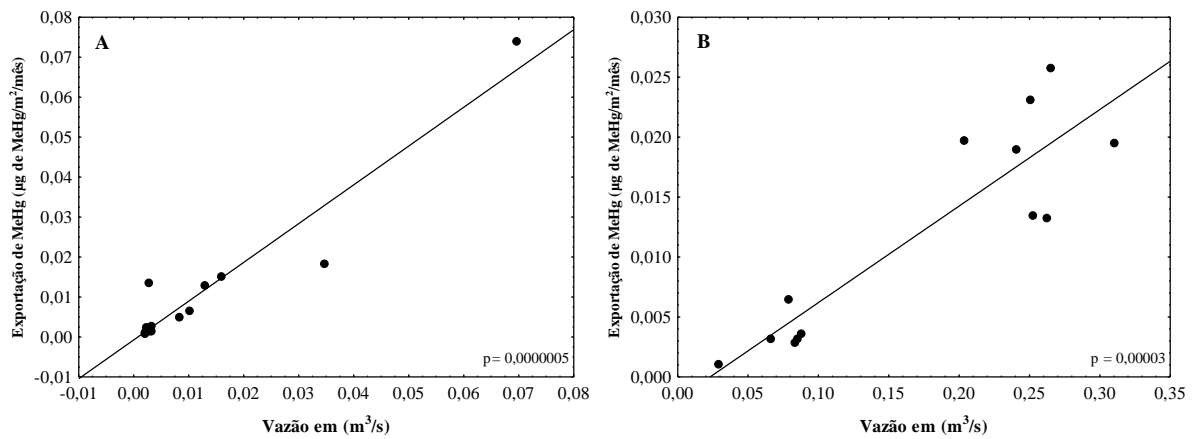 A
Exportação de MeHg (µg de MeHg/m²/mês)
0,08
0,07
0,06
0,05
0,04
0,03
0,02
0,01
0,00
-0,01
p= 0,0000005
-0,01 0,00 0,01 0,02 0,03 0,04 0,05 0,06 0,07 0,08
Vazão em (m³/s)
B
Exportação de MeHg (µg de MeHg/m²/mês)
0,030
0,025
0,020
0,015
0,010
0,005
0,000
p= 0,00003
0,00 0,05 0,10 0,15 0,20 0,25 0,30 0,35
Vazão em (m³/s)